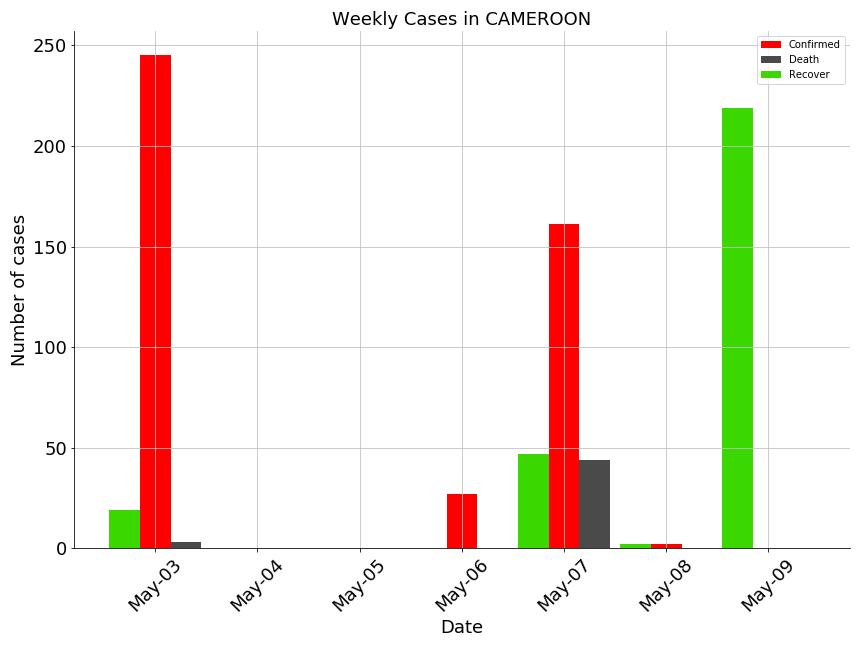 Weekly Cases in CAMEROON
Confirmed
Death
Recover
Number of cases
250
200
150
100
50
0
May-03
May-04
May-05
May-06
May-07
May-08
May-09
Date